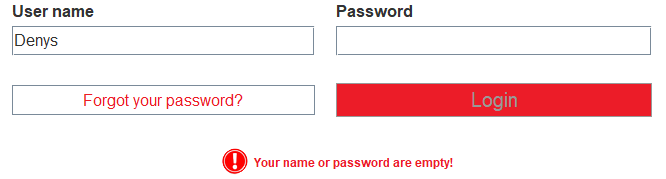 User name
Password
Denys
Forgot your password?
Login
Your name or password are empty!